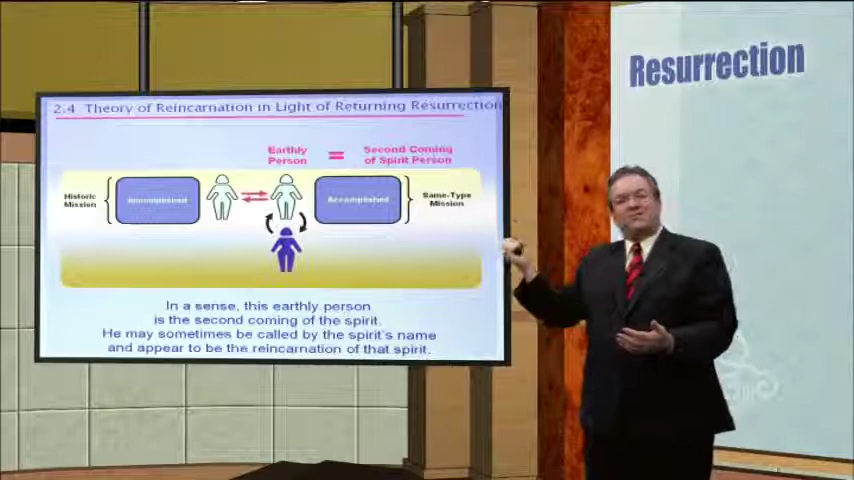 Resurrection
2.4 Theory of Reincarnation in Light of Returning Resurrection
Earthly
Person
=
Second Coming
of Spirit Person
Historic
Mission
Unaccomplished
Accomplished
Same-Type
Mission
In a sense, this earthly person
is the second coming of the spirit.
He may sometimes be called by the spirit's name
and appear to be the reincarnation of that spirit.